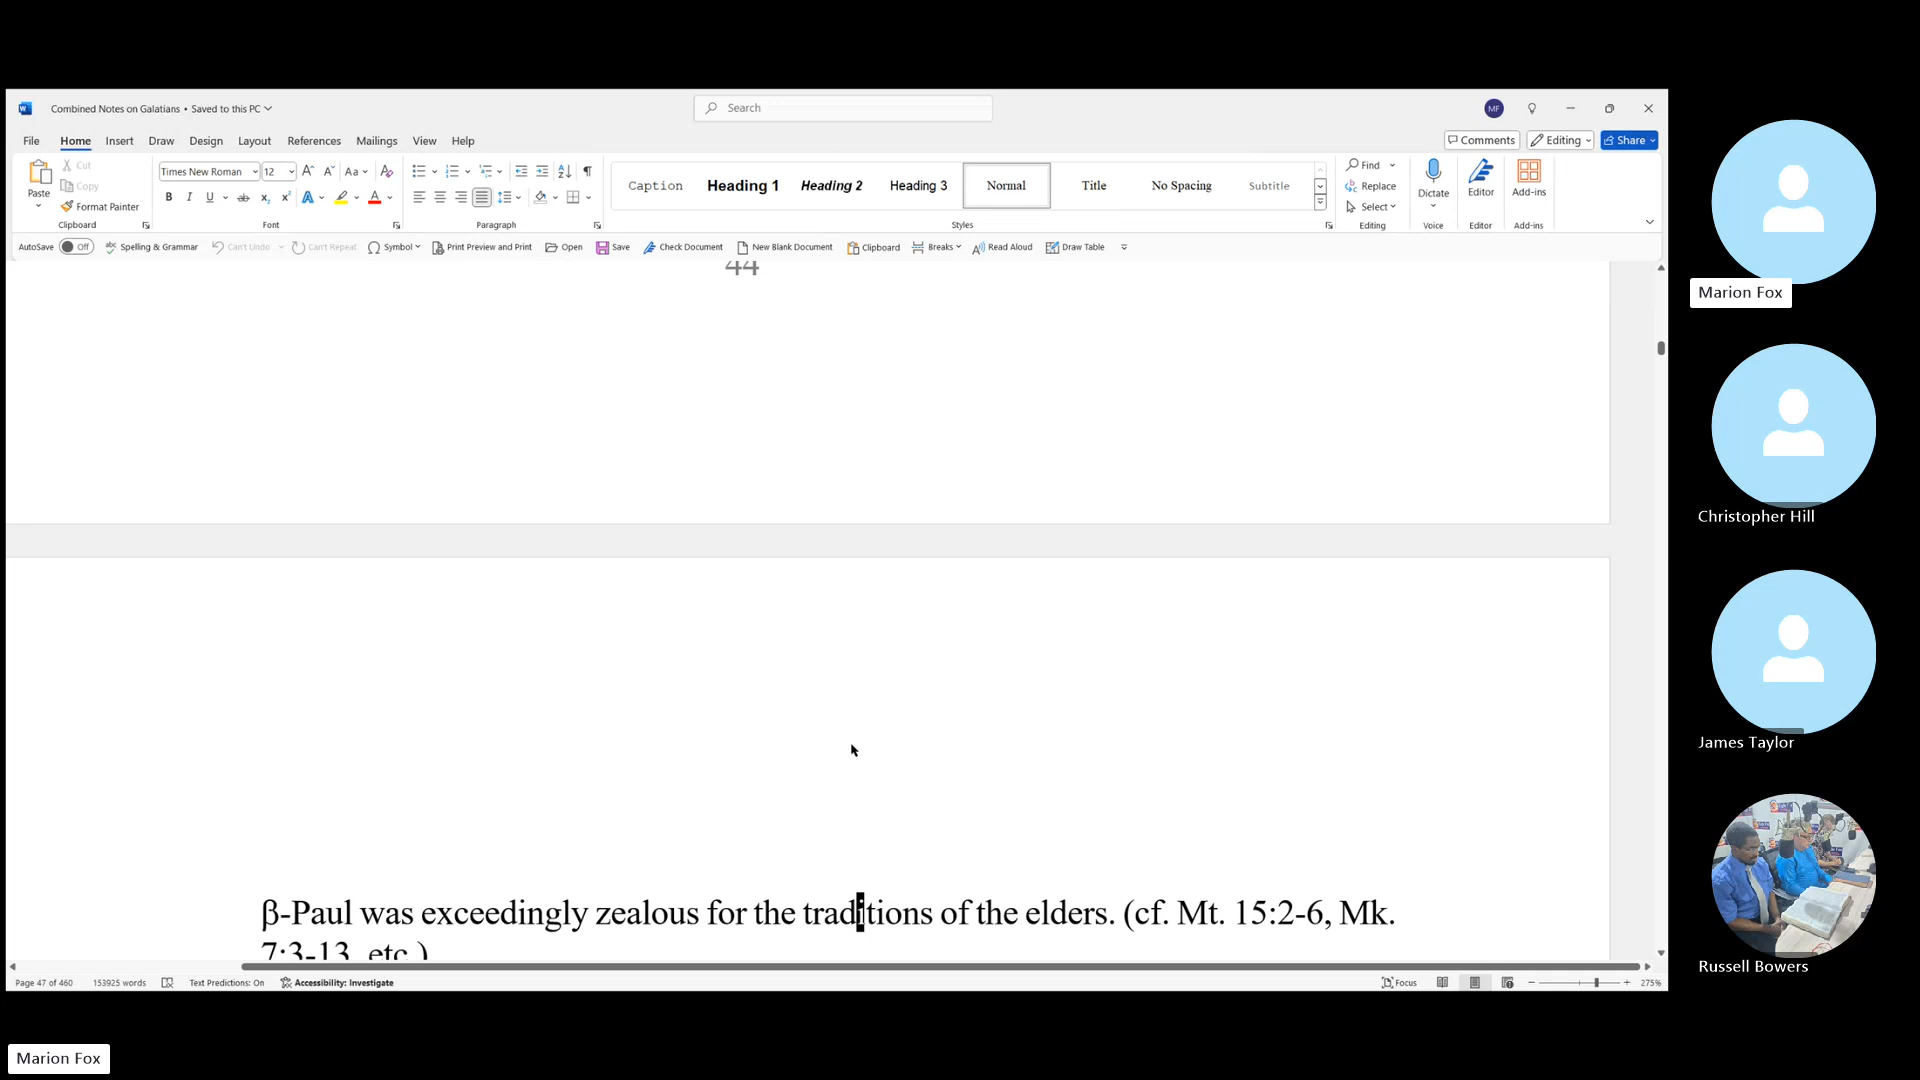 Combined Notes on Galatians • Saved to this PC
Search
MF
File Home Insert Draw Design Layout References Mailings View Help
Comments Editing Share
Paste Cut Copy Format Painter
Times New Roman 12
Caption Heading 1 Heading 2 Heading 3 Normal Title No Spacing Subtitle
Find Replace Select
Dictate Editor Add-ins
Clipboard Font Paragraph Styles Editing Voice Editor Add-ins
AutoSave Off Spelling & Grammar Can't Undo Can't Repeat Symbol Print Preview and Print Open Save Check Document New Blank Document Clipboard Breaks Read Aloud Draw Table
44
β-Paul was exceedingly zealous for the traditions of the elders. (cf. Mt. 15:2-6, Mk.
7:3-13, etc.)
Page 47 of 460 153925 words Text Predictions: On Accessibility: Investigate Focus 275%
Marion Fox
Christopher Hill
James Taylor
Russell Bowers
Marion Fox